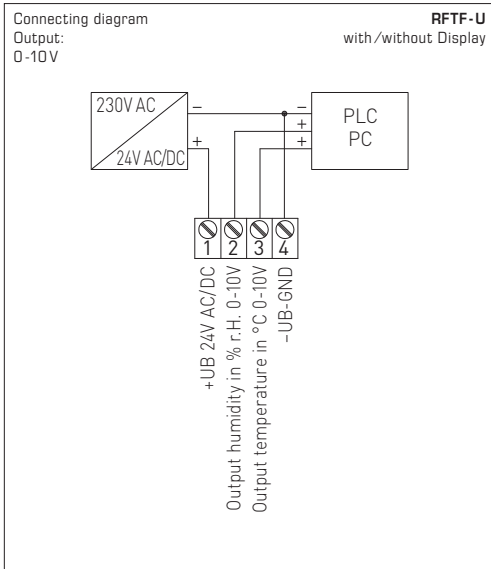 Connecting diagram
Output:
0-10 V
RFTF-U
with/without Display
230V AC
24V AC/DC
−
+
−
+
+
PLC
PC
1
2
3
4
+UB 24V AC/DC
Output humidity in % r.H. 0-10V
Output temperature in °C 0-10V
−UB-GND